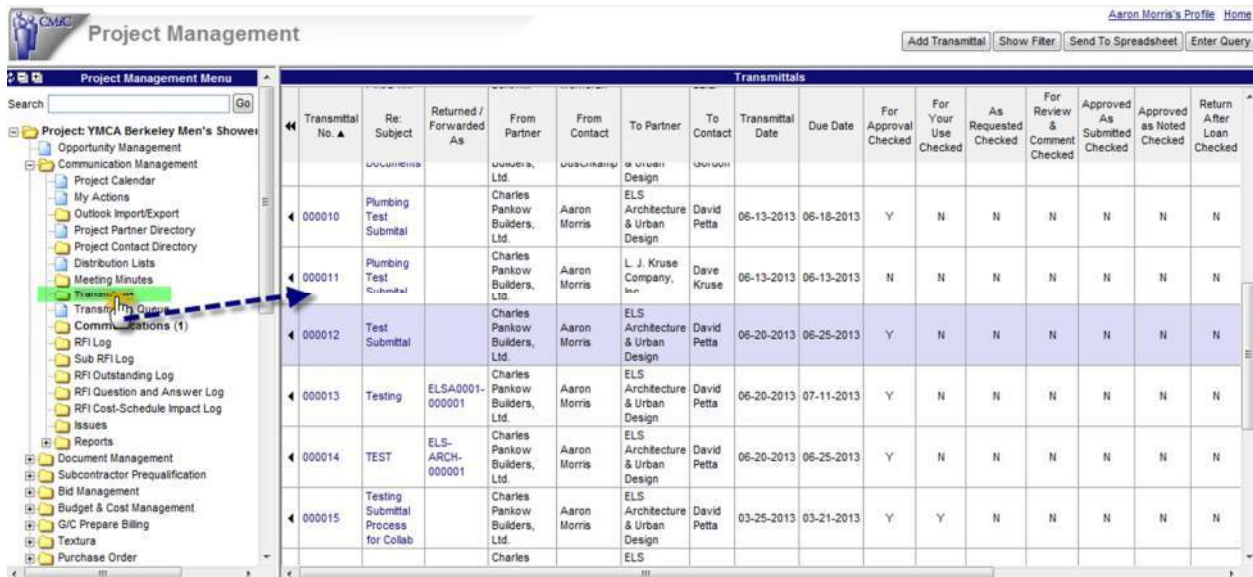 CMiC
Project Management
Aaron Morris's Profile Home
Add Transmittal Show Filter Send To Spreadsheet Enter Query
Project Management Menu
Search Go
Project: YMCA Berkeley Men's Shower
Opportunity Management
Communication Management
Project Calendar
My Actions
Outlook Import/Export
Project Partner Directory
Project Contact Directory
Distribution Lists
Meeting Minutes
Queue
Communications (1)
RFI Log
Sub RFI Log
RFI Outstanding Log
RFI Question and Answer Log
RFI Cost-Schedule Impact Log
Issues
Reports
Document Management
Subcontractor Prequalification
Bid Management
Budget & Cost Management
G/C Prepare Billing
Textura
Purchase Order
Transmittals
Transmittal No. ▲ Re: Subject Returned / Forwarded As From Partner From Contact To Partner To Contact Transmittal Date Due Date For Approval Checked For Your Use Checked As Requested Checked For Review & Comment Checked Approved As Submitted Checked Approved as Noted Checked Return After Loan Checked
Documents Builders, Ltd. & Urban Design Gordon
000010 Plumbing Test Submital Charles Pankow Builders, Ltd. Aaron Morris ELS Architecture & Urban Design David Petta 06-13-2013 06-18-2013 Y N N N N N N
000011 Plumbing Test Submital Charles Pankow Builders, Ltd. Aaron Morris L. J. Kruse Company, Inc. Dave Kruse 06-13-2013 06-13-2013 N N N N N N N
000012 Test Submittal Charles Pankow Builders, Ltd. Aaron Morris ELS Architecture & Urban Design David Petta 06-20-2013 06-25-2013 Y N N N N N N
000013 Testing ELSA0001-000001 Charles Pankow Builders, Ltd. Aaron Morris ELS Architecture & Urban Design David Petta 06-20-2013 07-11-2013 Y N N N N N N
000014 TEST ELS-ARCH-000001 Charles Pankow Builders, Ltd. Aaron Morris ELS Architecture & Urban Design David Petta 06-20-2013 06-25-2013 Y N N N N N N
000015 Testing Submittal Process for Collab Charles Pankow Builders, Ltd. Aaron Morris ELS Architecture & Urban Design David Petta 03-25-2013 03-21-2013 Y Y N N N N N
Charles ELS